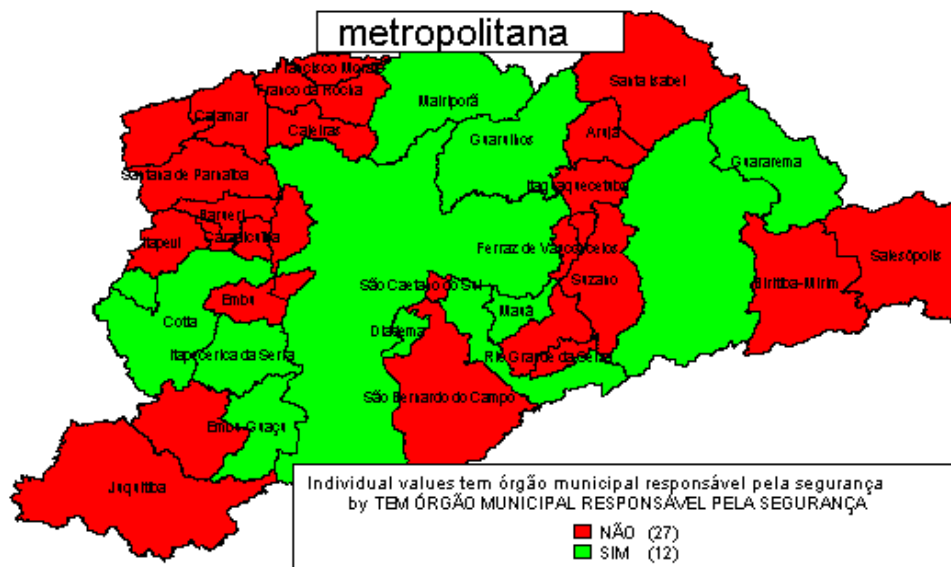 metropolitana
Francisco Morato
Franco da Rocha
Mairiporã
Santa Isabel
Cajamar
Caieiras
Guarulhos
Arujá
Guararema
Santana de Parnaíba
Itaquaquecetuba
Barueri
Itapevi
Carapicuíba
Ferraz de Vasconcelos
Salesópolis
São Caetano do Sul
Suzano
Biritiba-Mirim
Embu
Cotia
Mauá
Diadema
Itapecerica da Serra
Rio Grande da Serra
São Bernardo do Campo
Embu-Guaçu
Juquitiba
Individual values tem órgão municipal responsável pela segurança
by TEM ÓRGÃO MUNICIPAL RESPONSÁVEL PELA SEGURANÇA
NÃO (27)
SIM (12)